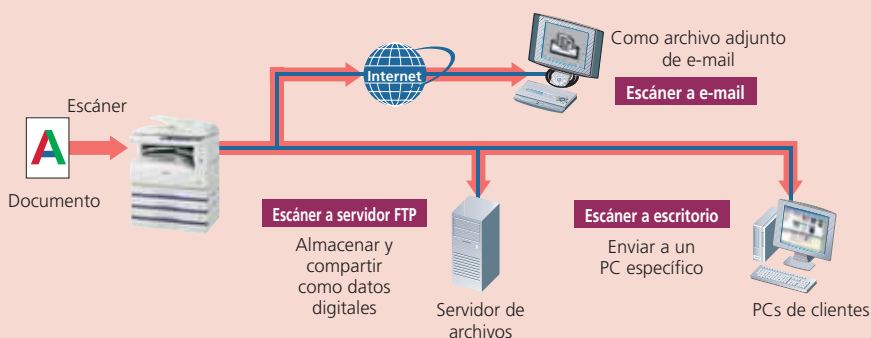 Escáner
A
Documento
Internet
Como archivo adjunto
de e-mail
Escáner a e-mail
Escáner a servidor FTP
Almacenar y
compartir
como datos
digitales
Servidor de
archivos
Escáner a escritorio
Enviar a un
PC específico
PCs de clientes